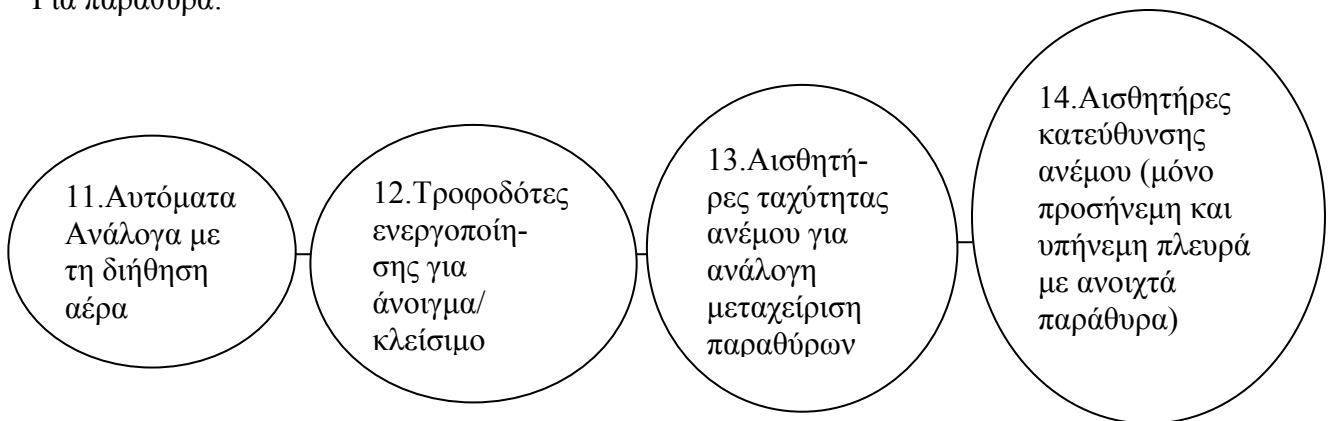 Για παράθυρα:
11.Αυτόματα
Ανάλογα με
τη διήθηση
αέρα
12.Τροφοδότες
ενεργοποίη-
σης για
άνοιγμα/
κλείσιμο
13.Αισθητή-
ρες ταχύτητας
ανέμου για
ανάλογη
μεταχείριση
παραθύρων
14.Αισθητήρες
κατεύθυνσης
ανέμου (μόνο
προσήνεμη και
υπήνεμη πλευρά
με ανοιχτά
παράθυρα)